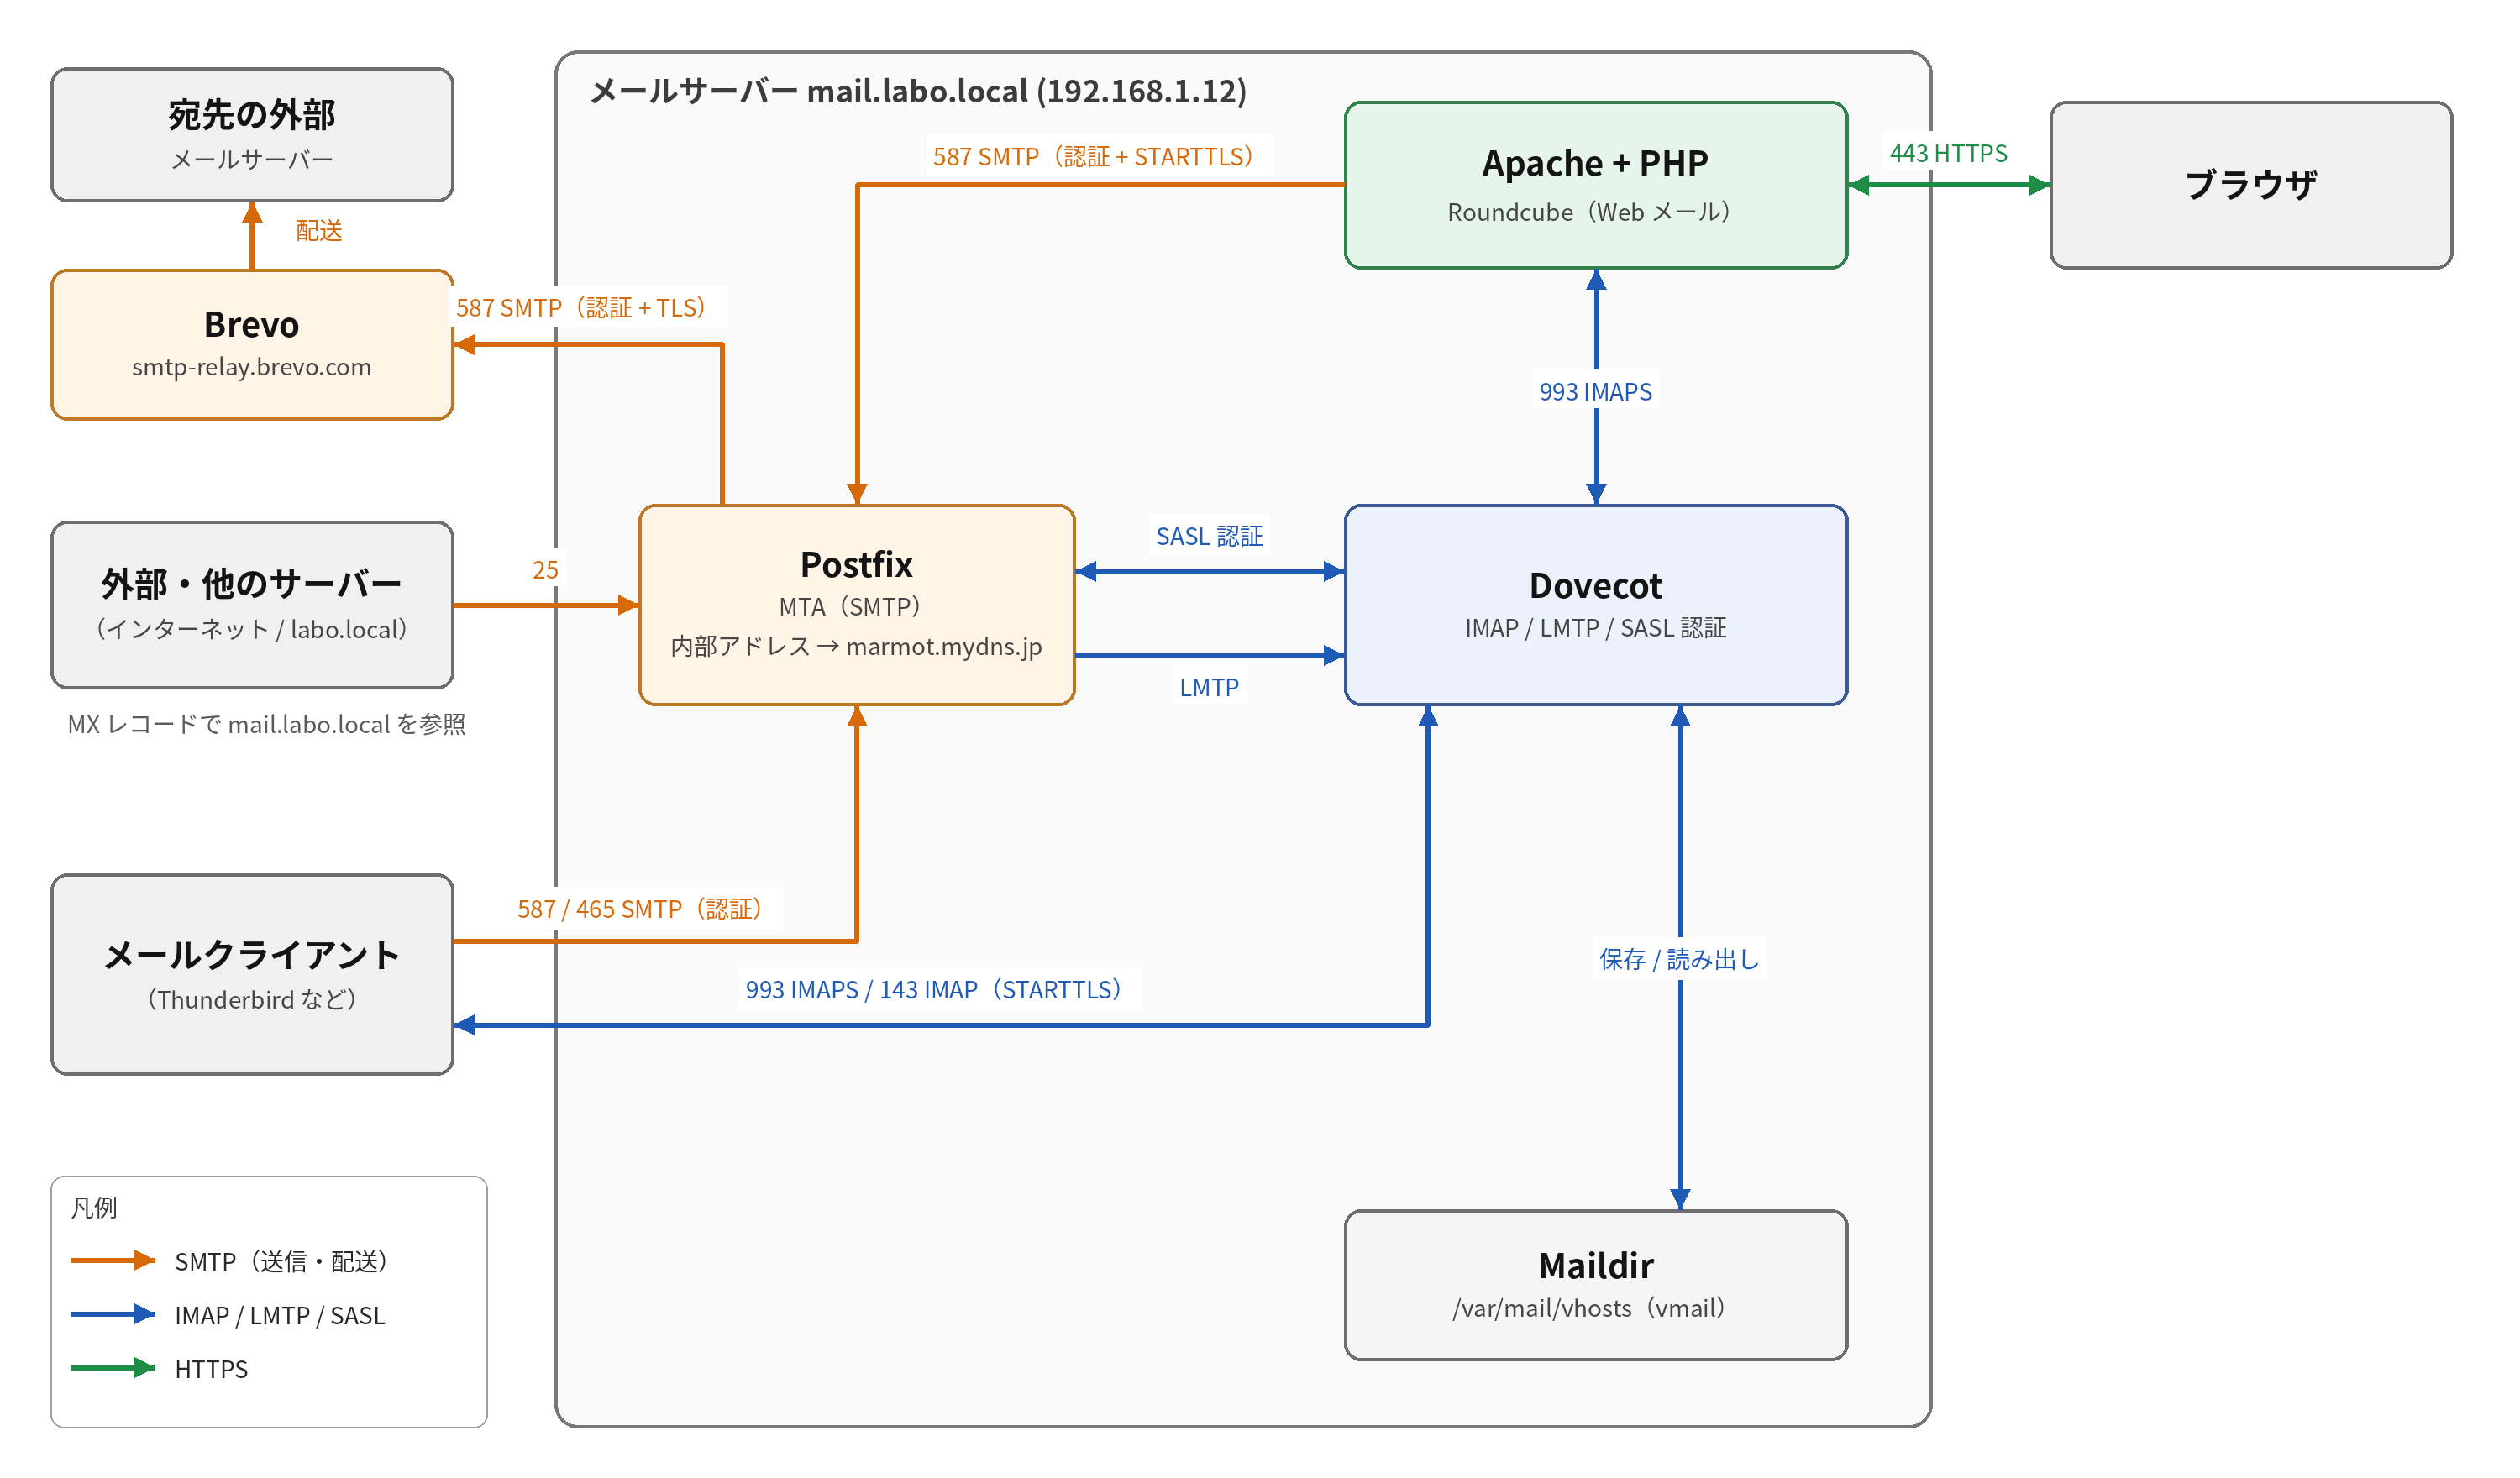 宛先の外部
メールサーバー
配送
Brevo
smtp-relay.brevo.com
587 SMTP（認証 + TLS）
外部・他のサーバー
（インターネット / labo.local）
MX レコードで mail.labo.local を参照
25
メールクライアント
（Thunderbird など）
587 / 465 SMTP（認証）
993 IMAPS / 143 IMAP（STARTTLS）
メールサーバー mail.labo.local (192.168.1.12)
587 SMTP（認証 + STARTTLS）
Apache + PHP
Roundcube（Web メール）
443 HTTPS
ブラウザ
993 IMAPS
Postfix
MTA（SMTP）
内部アドレス → marmot.mydns.jp
SASL 認証
LMTP
Dovecot
IMAP / LMTP / SASL 認証
保存 / 読み出し
Maildir
/var/mail/vhosts（vmail）
凡例
SMTP（送信・配送）
IMAP / LMTP / SASL
HTTPS